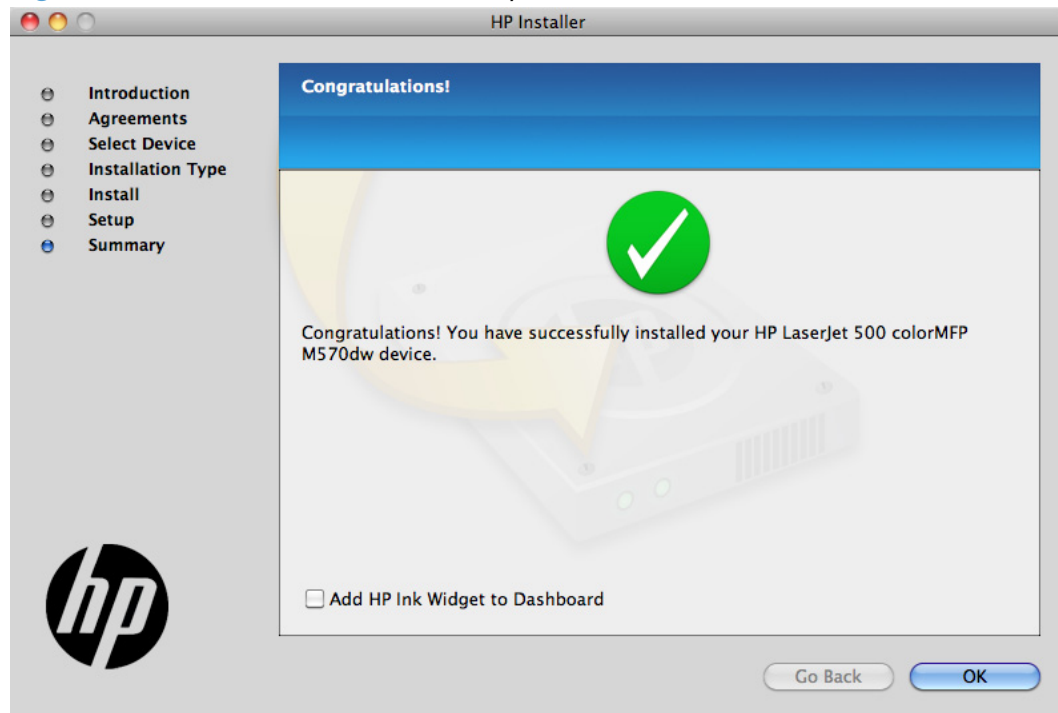 HP Installer
Introduction
Agreements
Select Device
Installation Type
Install
Setup
Summary
Congratulations!
Congratulations! You have successfully installed your HP LaserJet 500 colorMFP
M570dw device.
Add HP Ink Widget to Dashboard
hp
Go Back
OK